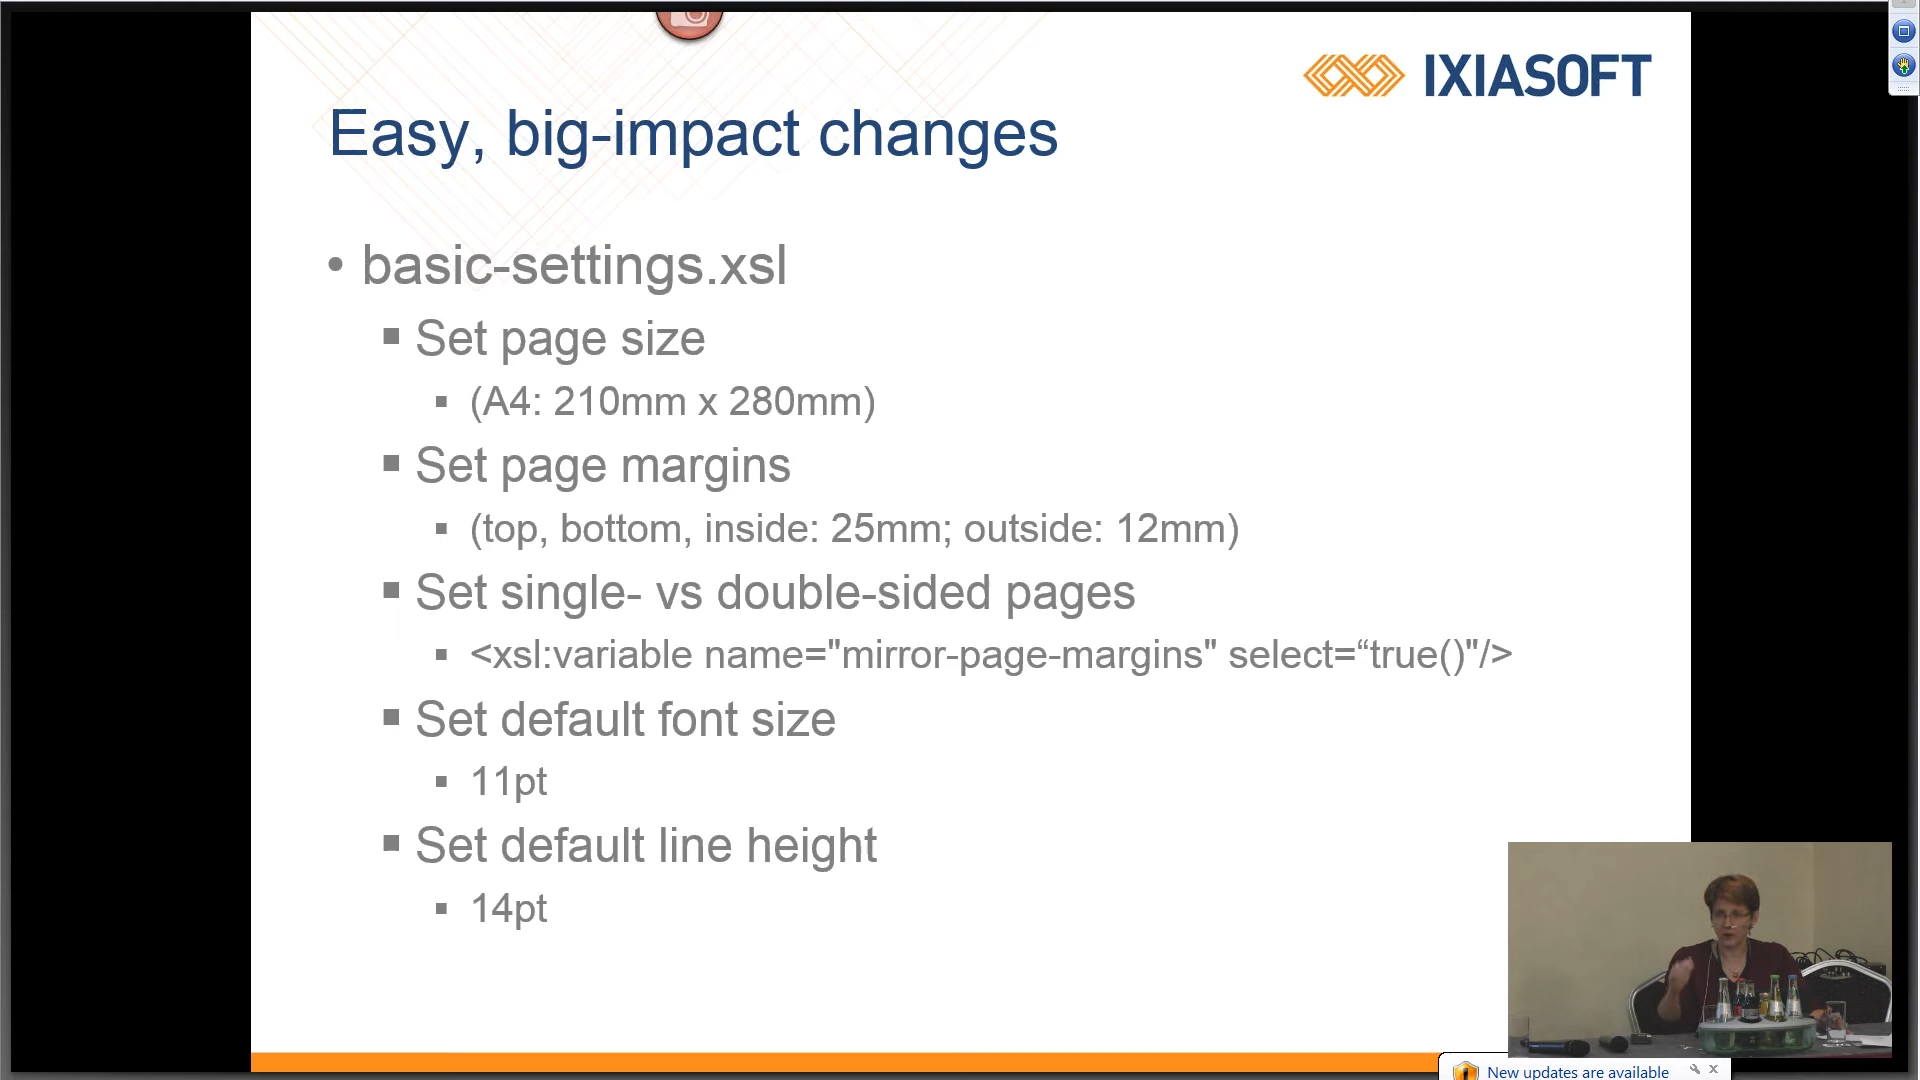 IXIASOFT
Easy, big-impact changes
• basic-settings.xsl
▪ Set page size
▪ (A4: 210mm x 280mm)
▪ Set page margins
▪ (top, bottom, inside: 25mm; outside: 12mm)
▪ Set single- vs double-sided pages
▪ <xsl:variable name="mirror-page-margins" select=“true()"/>
▪ Set default font size
▪ 11pt
▪ Set default line height
▪ 14pt
New updates are available